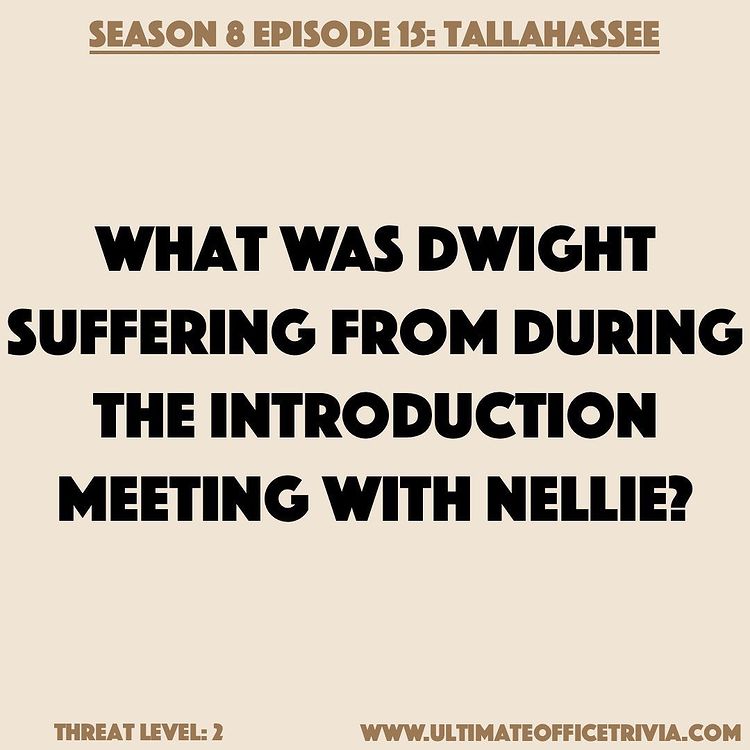 SEASON 8 EPISODE 15: TALLAHASSEE
WHAT WAS DWIGHT
SUFFERING FROM DURING
THE INTRODUCTION
MEETING WITH NELLIE?
THREAT LEVEL: 2
WWW.ULTIMATEOFFICETRIVIA.COM